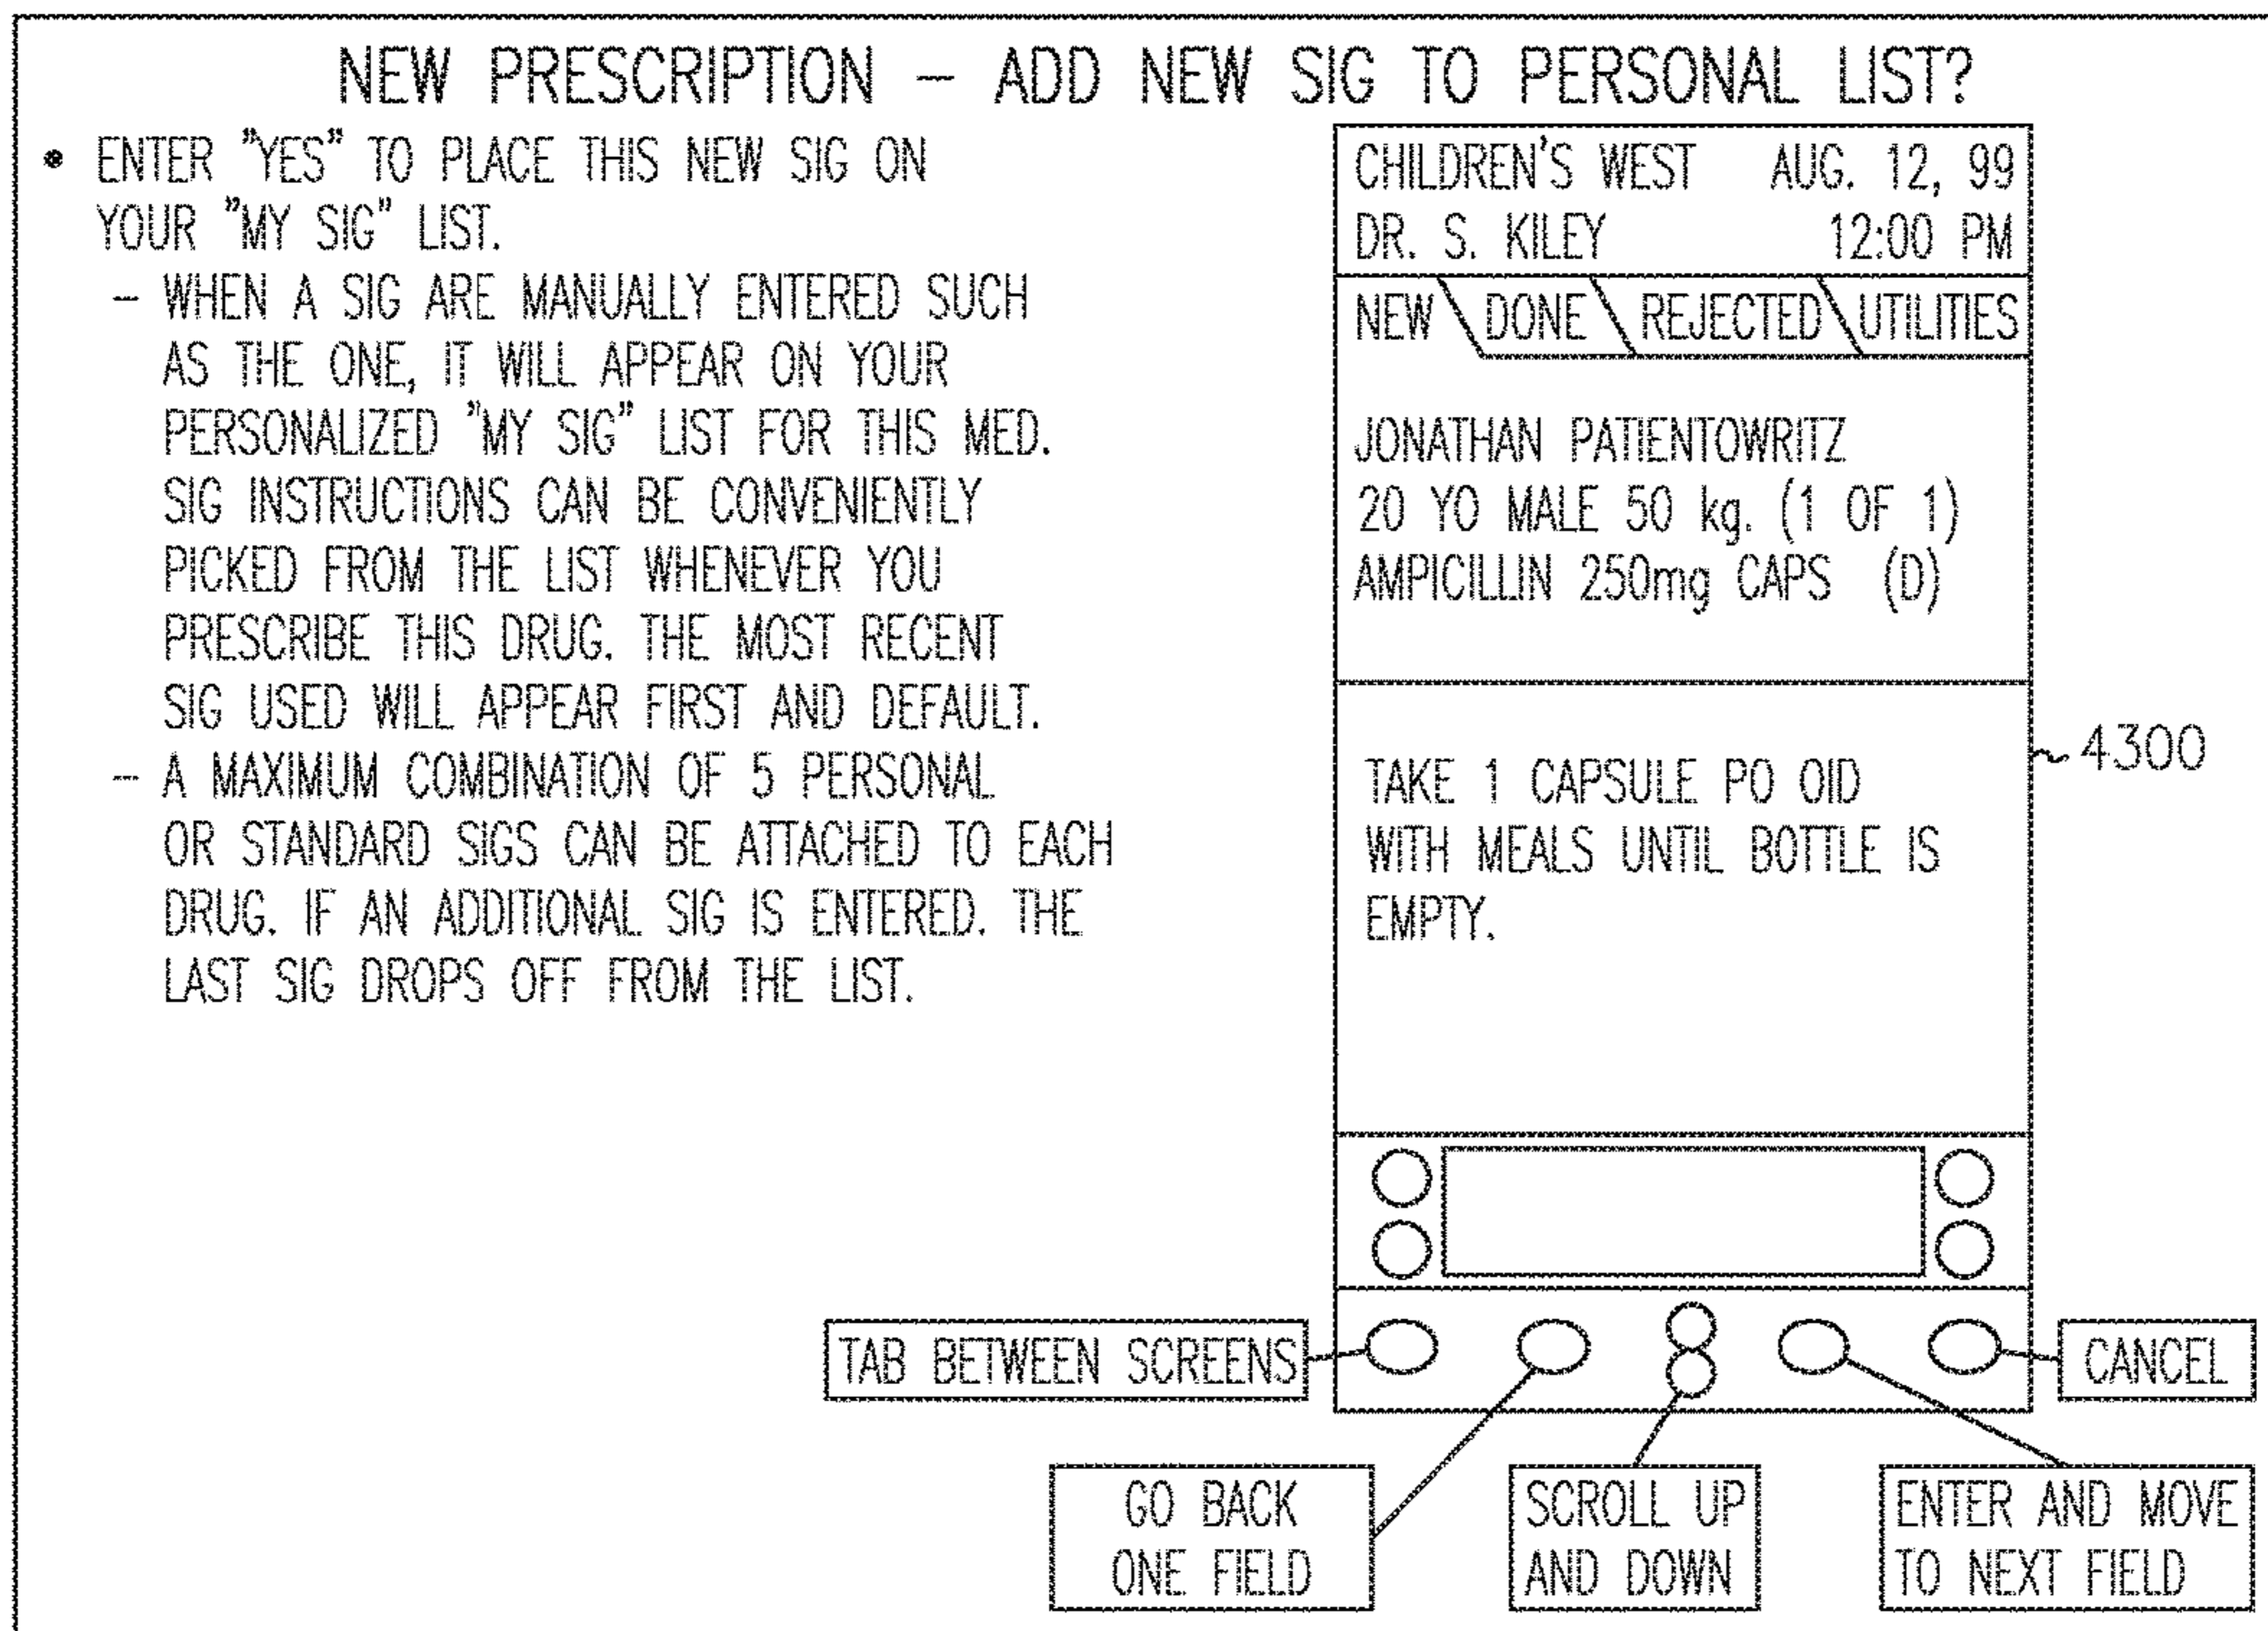 NEW PRESCRIPTION – ADD NEW SIG TO PERSONAL LIST?
• ENTER "YES" TO PLACE THIS NEW SIG ON
YOUR "MY SIG" LIST.
– WHEN A SIG ARE MANUALLY ENTERED SUCH
AS THE ONE, IT WILL APPEAR ON YOUR
PERSONALIZED "MY SIG" LIST FOR THIS MED.
SIG INSTRUCTIONS CAN BE CONVENIENTLY
PICKED FROM THE LIST WHENEVER YOU
PRESCRIBE THIS DRUG. THE MOST RECENT
SIG USED WILL APPEAR FIRST AND DEFAULT.
– A MAXIMUM COMBINATION OF 5 PERSONAL
OR STANDARD SIGS CAN BE ATTACHED TO EACH
DRUG. IF AN ADDITIONAL SIG IS ENTERED. THE
LAST SIG DROPS OFF FROM THE LIST.
CHILDREN'S WEST AUG. 12, 99
DR. S. KILEY 12:00 PM
NEW DONE REJECTED UTILITIES
JONATHAN PATIENTOWRITZ
20 YO MALE 50 kg. (1 OF 1)
AMPICILLIN 250mg CAPS (D)
TAKE 1 CAPSULE PO OID
WITH MEALS UNTIL BOTTLE IS
EMPTY.
4300
TAB BETWEEN SCREENS
CANCEL
GO BACK
ONE FIELD
SCROLL UP
AND DOWN
ENTER AND MOVE
TO NEXT FIELD